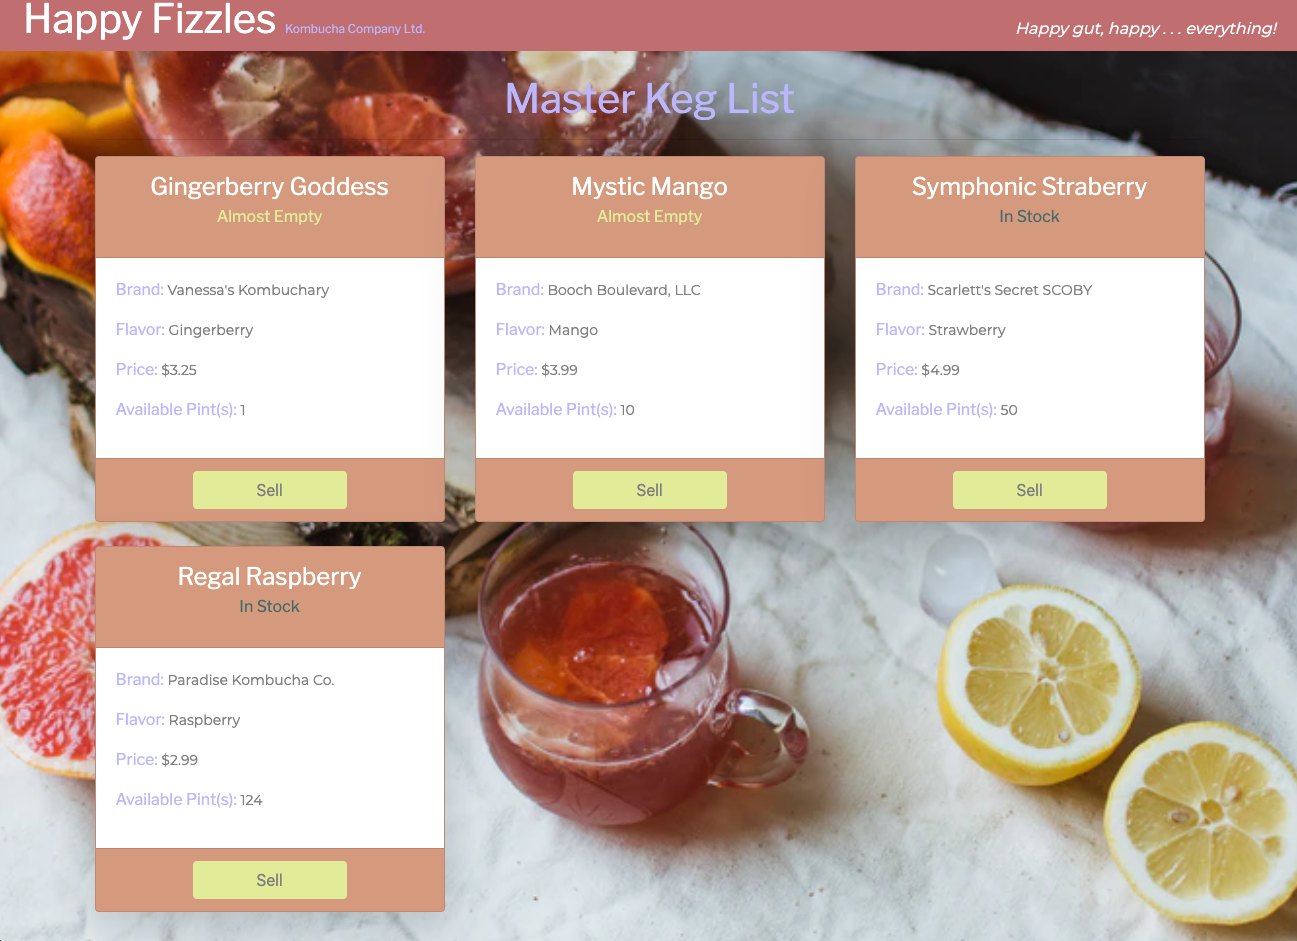 Happy Fizzles Kombucha Company Ltd.
Happy gut, happy . . . everything!
Master Keg List
Gingerberry Goddess
Almost Empty
Brand: Vanessa's Kombuchary
Flavor: Gingerberry
Price: $3.25
Available Pint(s): 1
Sell
Mystic Mango
Almost Empty
Brand: Booch Boulevard, LLC
Flavor: Mango
Price: $3.99
Available Pint(s): 10
Sell
Symphonic Straberry
In Stock
Brand: Scarlett's Secret SCOBY
Flavor: Strawberry
Price: $4.99
Available Pint(s): 50
Sell
Regal Raspberry
In Stock
Brand: Paradise Kombucha Co.
Flavor: Raspberry
Price: $2.99
Available Pint(s): 124
Sell